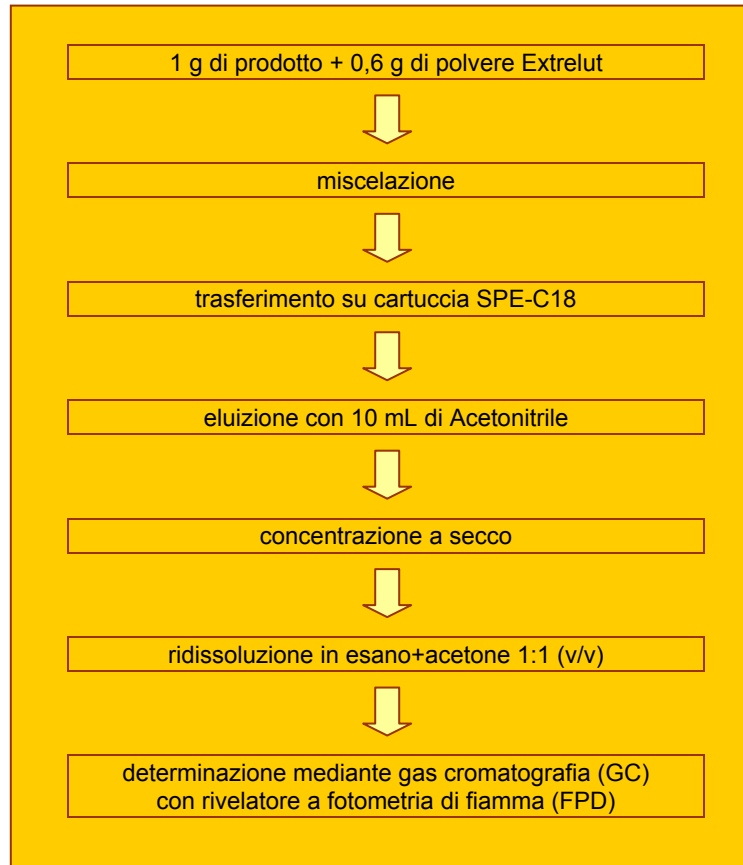 1 g di prodotto + 0,6 g di polvere Extrelut
miscelazione
trasferimento su cartuccia SPE-C18
eluizione con 10 mL di Acetonitrile
concentrazione a secco
ridissoluzione in esano+acetone 1:1 (v/v)
determinazione mediante gas cromatografia (GC)
con rivelatore a fotometria di fiamma (FPD)